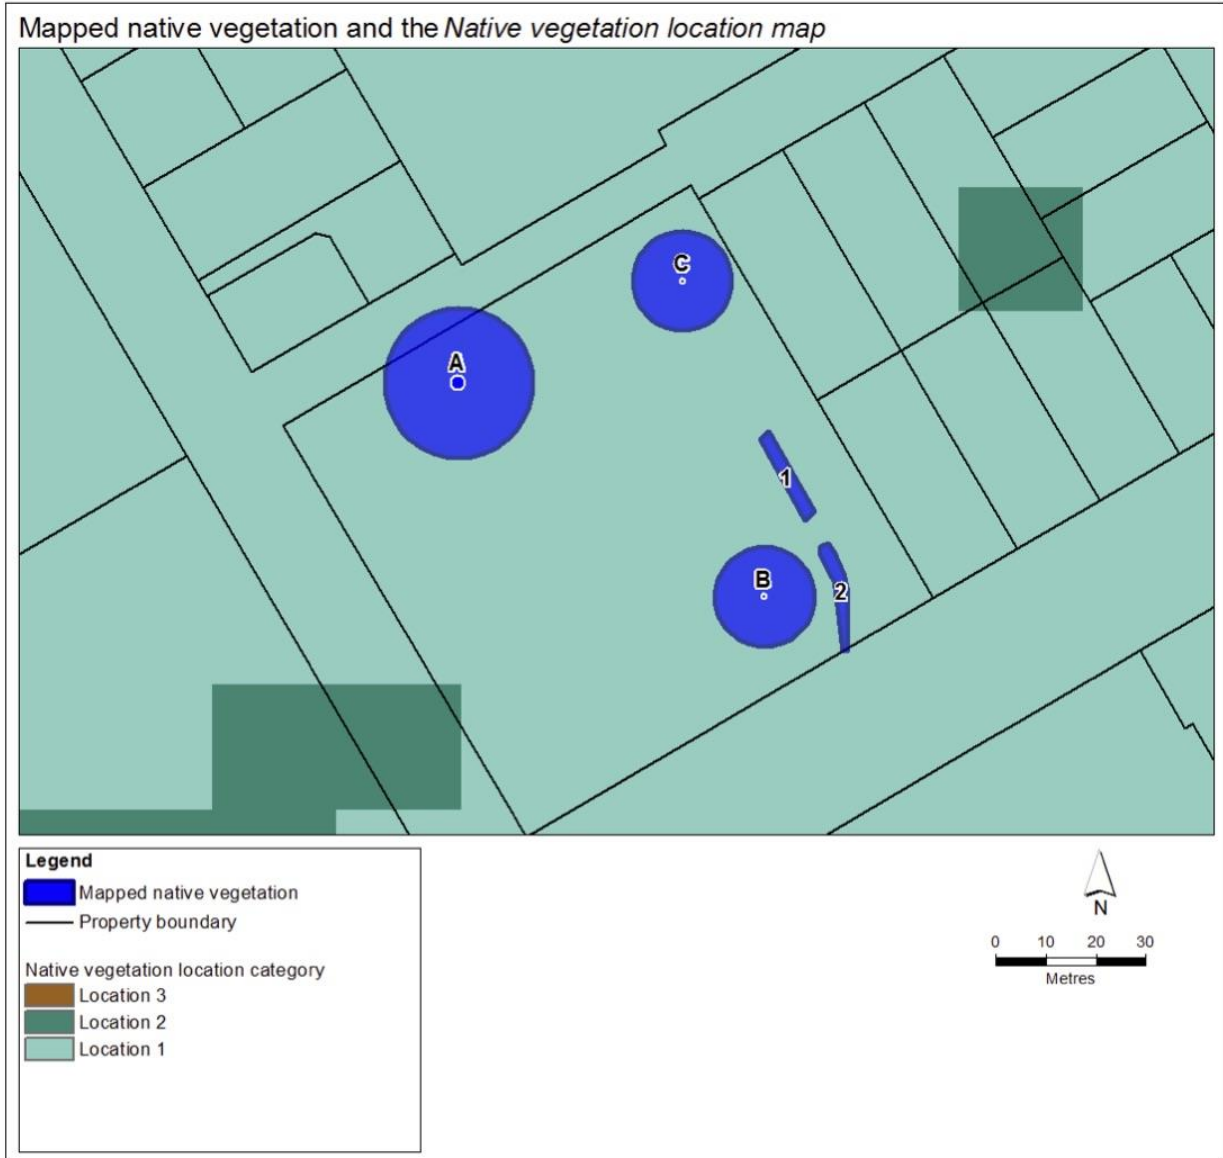 Mapped native vegetation and the Native vegetation location map
C
A
1
B
2
Legend
Mapped native vegetation
Property boundary
Native vegetation location category
Location 3
Location 2
Location 1
N
0 10 20 30
Metres